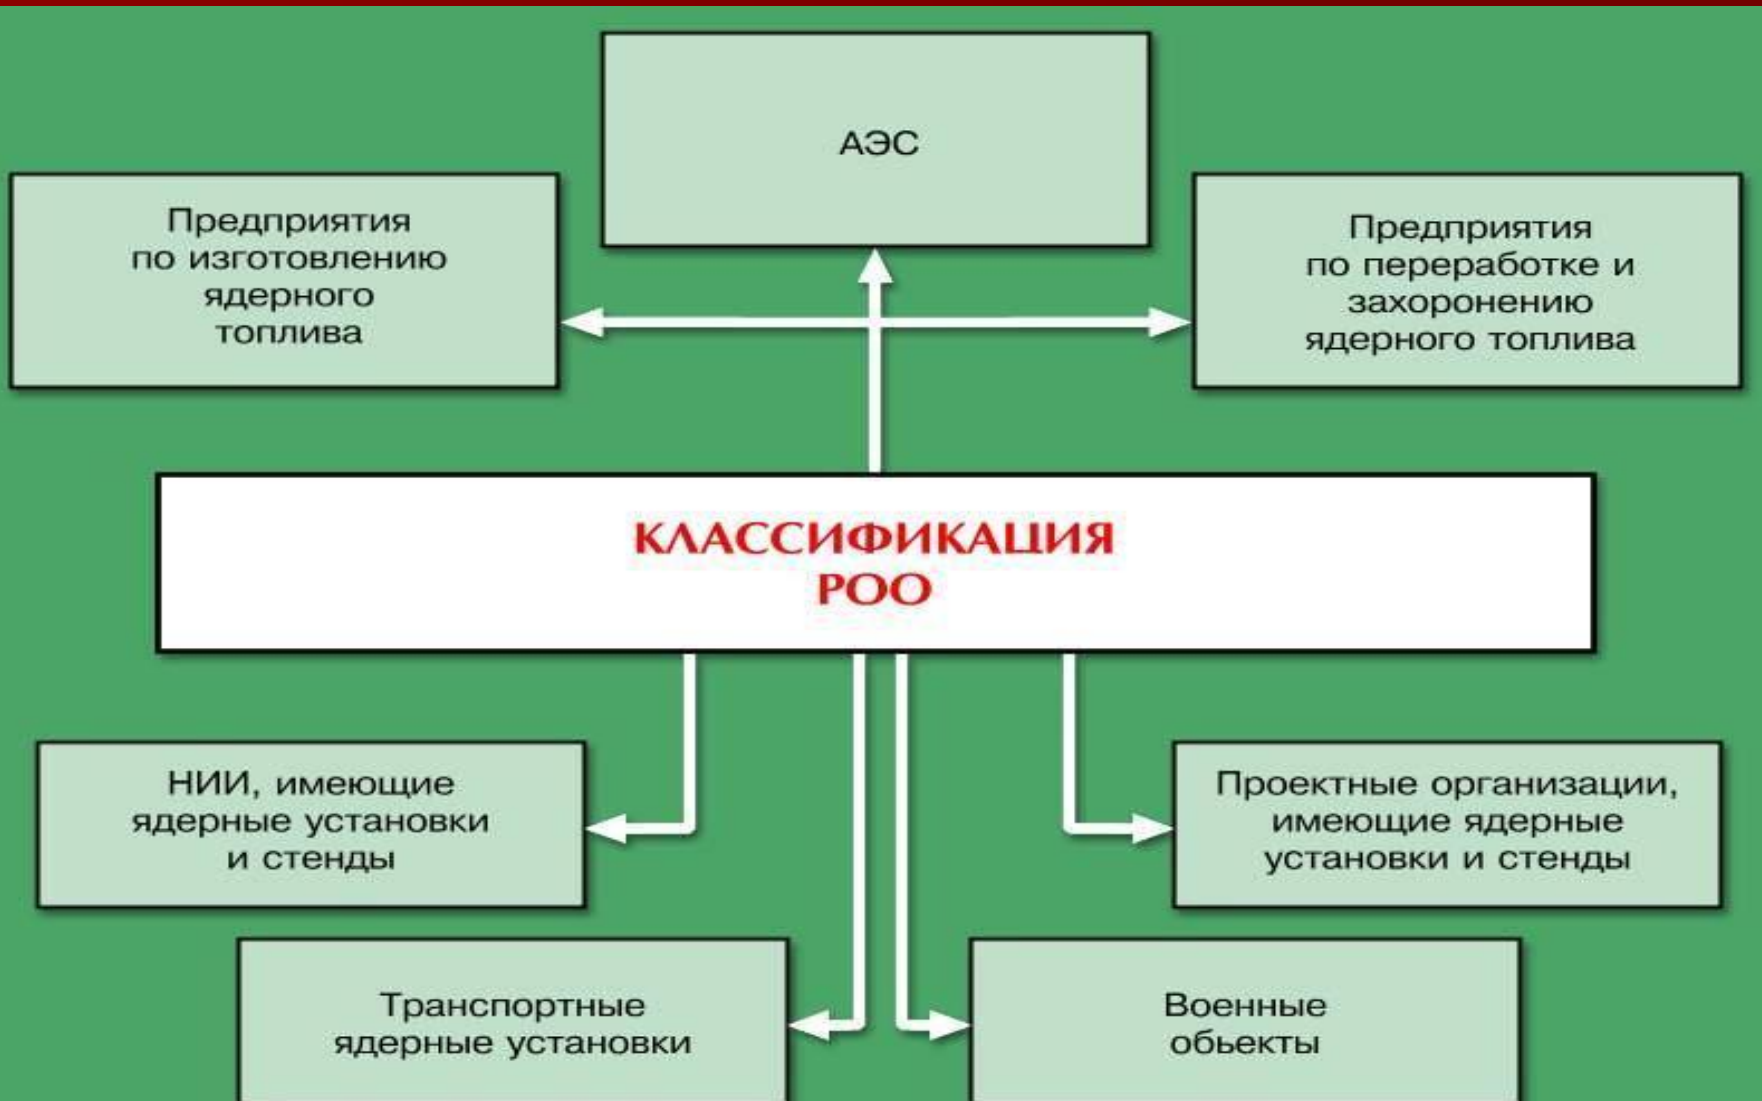 АЭС
Предприятия
по изготовлению
ядерного
топлива
Предприятия
по переработке и
захоронению
ядерного топлива
КЛАССИФИКАЦИЯ
РОО
НИИ, имеющие
ядерные установки
и стенды
Проектные организации,
имеющие ядерные
установки и стенды
Транспортные
ядерные установки
Военные
обьекты